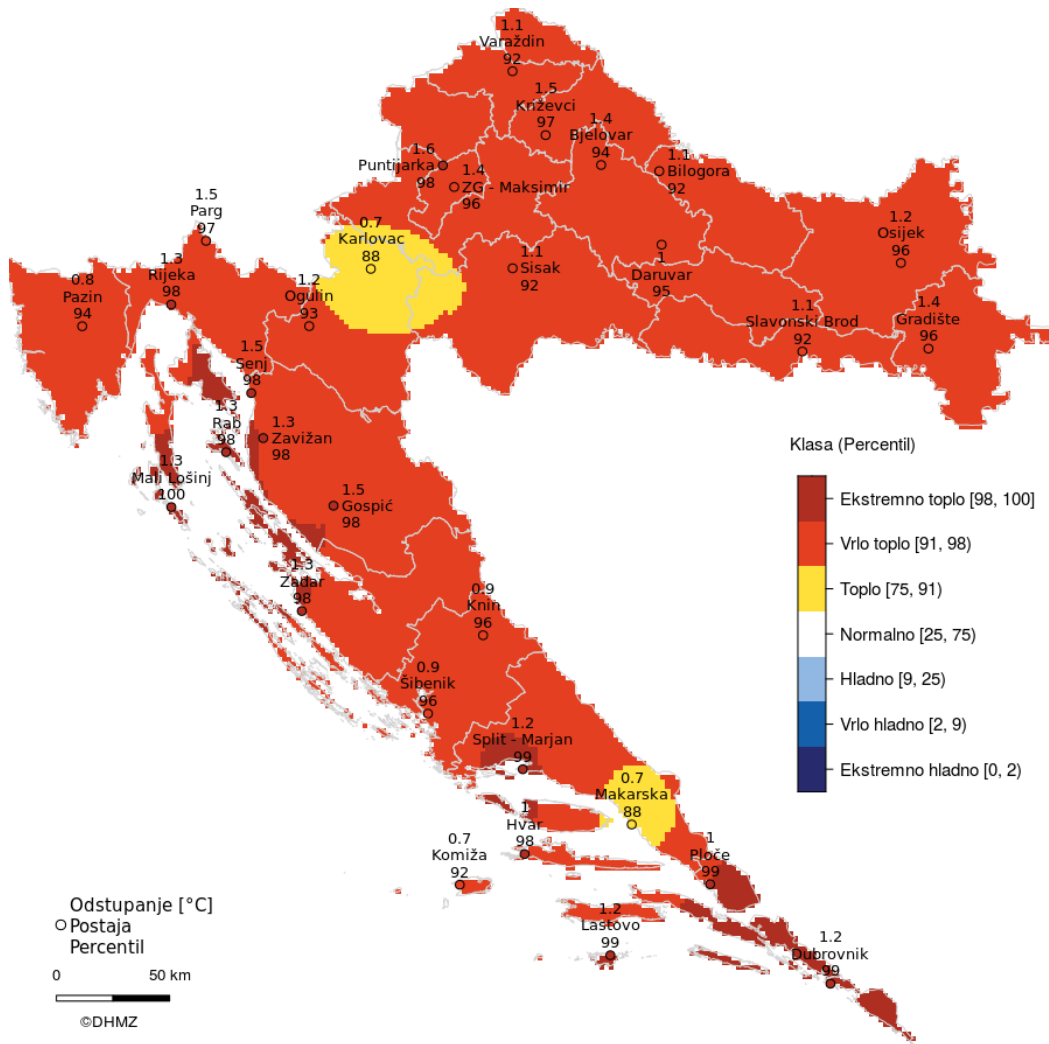 1.1
Varaždin
92
1.5
Križevci
97
1.4
Bjelovar
94
1.6
Puntijarka
98
1.4
ZG - Maksimir
96
1.1
Bilogora
92
1.5
Parg
97
0.7
Karlovac
88
1.2
Osijek
96
1.3
Rijeka
98
0.8
Pazin
94
1.2
Ogulin
93
1.1
Sisak
92
1
Daruvar
95
1.1
Slavonski Brod
92
1.4
Gradište
96
1.5
Senj
98
1.3
Rab
98
1.3
Zavižan
98
1.3
Mali Lošinj
100
1.5
Gospić
98
1.3
Zadar
98
0.9
Knin
96
0.9
Šibenik
96
1.2
Split - Marjan
99
0.7
Makarska
88
1
Hvar
98
0.7
Komiža
92
1
Ploče
99
1.2
Lastovo
99
1.2
Dubrovnik
99
Klasa (Percentil)
Ekstremno toplo [98, 100]
Vrlo toplo [91, 98)
Toplo [75, 91)
Normalno [25, 75)
Hladno [9, 25)
Vrlo hladno [2, 9)
Ekstremno hladno [0, 2)
Odstupanje [°C]
Postaja
Percentil
0 50 km
©DHMZ